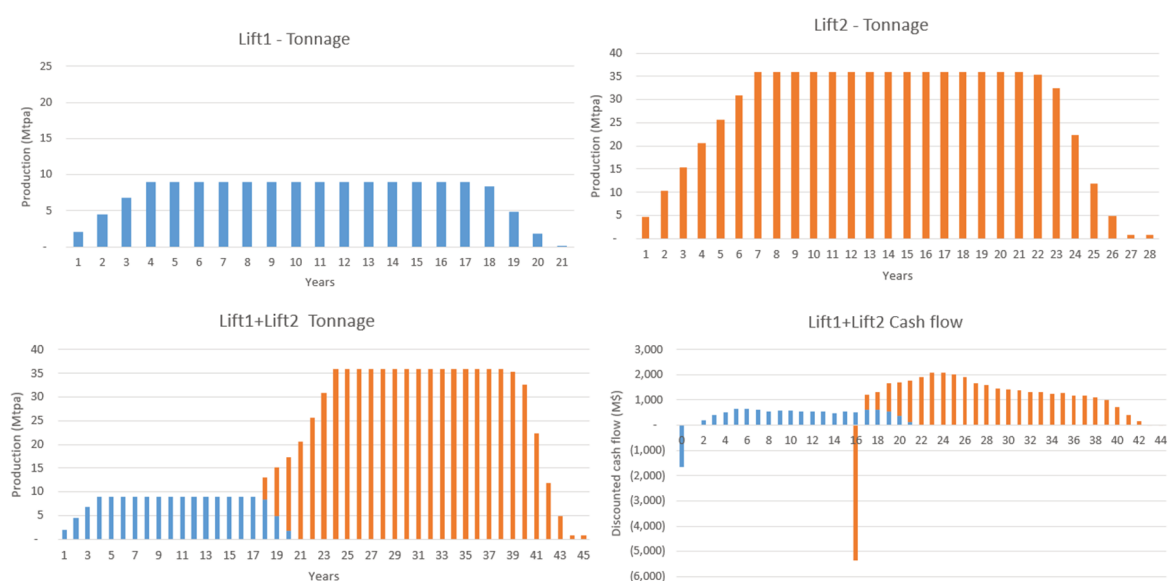 Lift1 - Tonnage
Production (Mtpa)
25
20
15
10
5
-
1 2 3 4 5 6 7 8 9 10 11 12 13 14 15 16 17 18 19 20 21
Years
Lift2 - Tonnage
Production (Mtpa)
40
35
30
25
20
15
10
5
-
1 2 3 4 5 6 7 8 9 10 11 12 13 14 15 16 17 18 19 20 21 22 23 24 25 26 27 28
Years
Lift1+Lift2 Tonnage
Production (Mtpa)
40
35
30
25
20
15
10
5
-
1 3 5 7 9 11 13 15 17 19 21 23 25 27 29 31 33 35 37 39 41 43 45
Years
Lift1+Lift2 Cash flow
Discounted cash flow (M$)
3,000
2,000
1,000
-
(1,000)
(2,000)
(3,000)
(4,000)
(5,000)
(6,000)
0 2 4 6 8 10 12 14 16 18 20 22 24 26 28 30 32 34 36 38 40 42 44